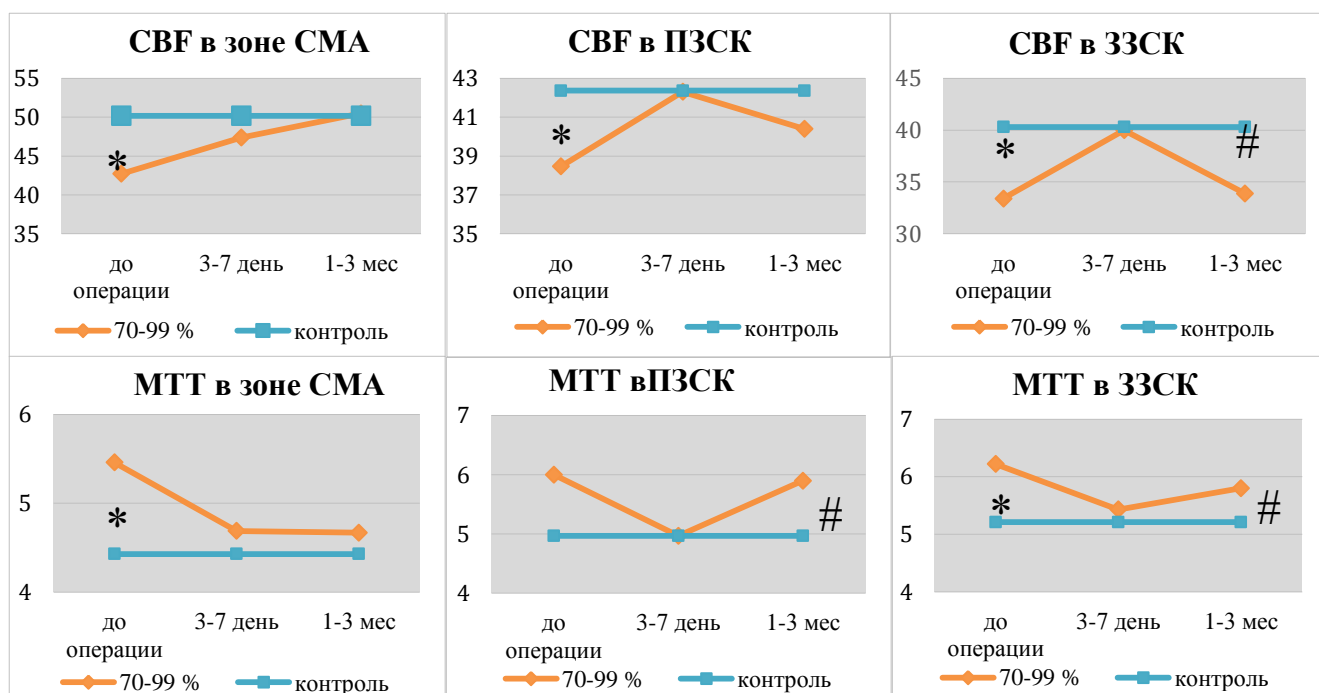 CBF в зоне СМА
55
50
45
40
35
*
до операции
3-7 день
1-3 мес
70-99 %
контроль
CBF в ПЗСК
43
41
39
37
35
*
до операции
3-7 день
1-3 мес
70-99 %
контроль
CBF в ЗЗСК
45
40
35
30
*
#
до операции
3-7 день
1-3 мес
70-99 %
контроль
МТТ в зоне СМА
6
5
4
*
до операции
3-7 день
1-3 мес
70-99 %
контроль
МТТ вПЗСК
7
6
5
4
#
до операции
3-7 день
1-3 мес
70-99 %
контроль
МТТ в ЗЗСК
7
6
5
4
*
#
до операции
3-7 день
1-3 мес
70-99 %
контроль